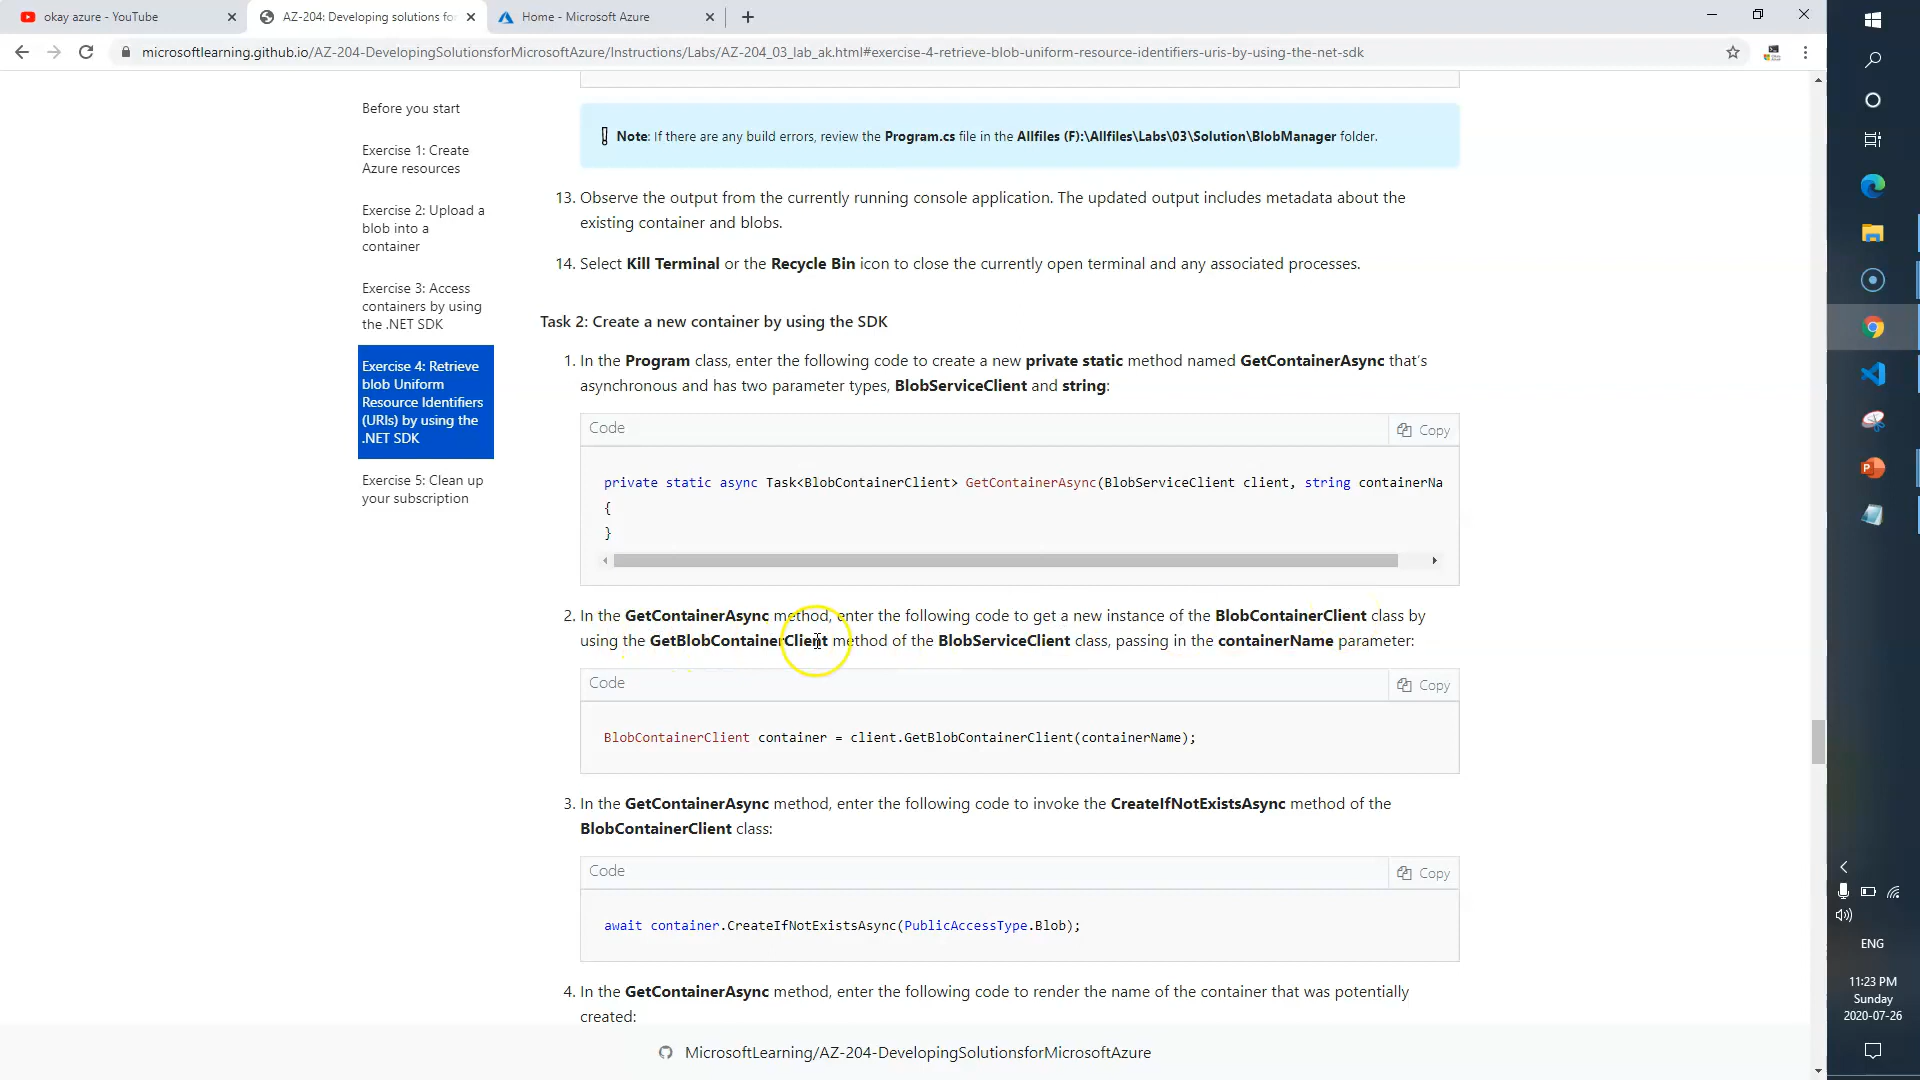 okay azure - YouTube
AZ-204: Developing solutions for
Home - Microsoft Azure
microsoftlearning.github.io/AZ-204-DevelopingSolutionsforMicrosoftAzure/Instructions/Labs/AZ-204_03_lab_ak.html#exercise-4-retrieve-blob-uniform-resource-identifiers-uris-by-using-the-net-sdk
Before you start
Exercise 1: Create
Azure resources
Exercise 2: Upload a
blob into a
container
Exercise 3: Access
containers by using
the .NET SDK
Exercise 4: Retrieve
blob Uniform
Resource Identifiers
(URIs) by using the
.NET SDK
Exercise 5: Clean up
your subscription
Note: If there are any build errors, review the Program.cs file in the Allfiles (F):\Allfiles\Labs\03\Solution\BlobManager folder.
13. Observe the output from the currently running console application. The updated output includes metadata about the
existing container and blobs.
14. Select Kill Terminal or the Recycle Bin icon to close the currently open terminal and any associated processes.
Task 2: Create a new container by using the SDK
1. In the Program class, enter the following code to create a new private static method named GetContainerAsync that's
asynchronous and has two parameter types, BlobServiceClient and string:
Code
Copy
private static async Task<BlobContainerClient> GetContainerAsync(BlobServiceClient client, string containerNa
{
}
2. In the GetContainerAsync method, enter the following code to get a new instance of the BlobContainerClient class by
using the GetBlobContainerClient method of the BlobServiceClient class, passing in the containerName parameter:
Code
Copy
BlobContainerClient container = client.GetBlobContainerClient(containerName);
3. In the GetContainerAsync method, enter the following code to invoke the CreateIfNotExistsAsync method of the
BlobContainerClient class:
Code
Copy
await container.CreateIfNotExistsAsync(PublicAccessType.Blob);
4. In the GetContainerAsync method, enter the following code to render the name of the container that was potentially
created:
MicrosoftLearning/AZ-204-DevelopingSolutionsforMicrosoftAzure
ENG
11:23 PM
Sunday
2020-07-26